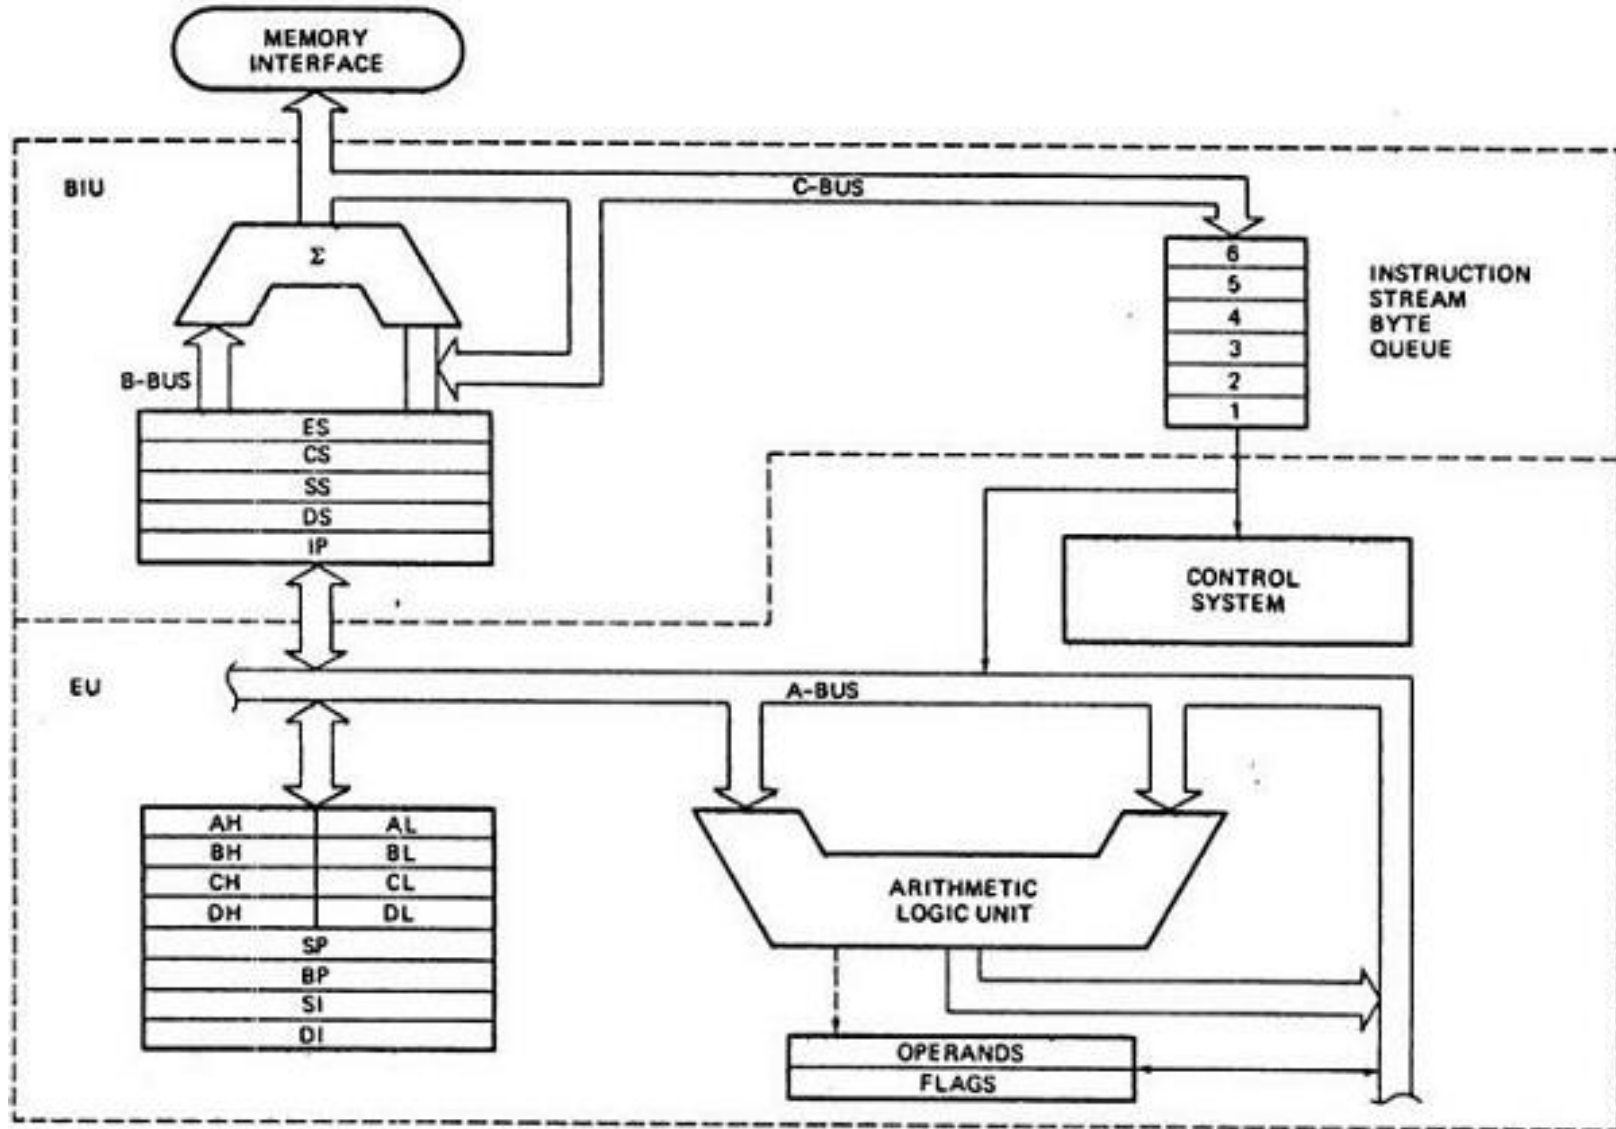 MEMORY
INTERFACE
BIU
C-BUS
Σ
B-BUS
6
5
4
3
2
1
INSTRUCTION
STREAM
BYTE
QUEUE
ES
CS
SS
DS
IP
CONTROL
SYSTEM
EU
A-BUS
AH AL
BH BL
CH CL
DH DL
SP
BP
SI
DI
ARITHMETIC
LOGIC UNIT
OPERANDS
FLAGS